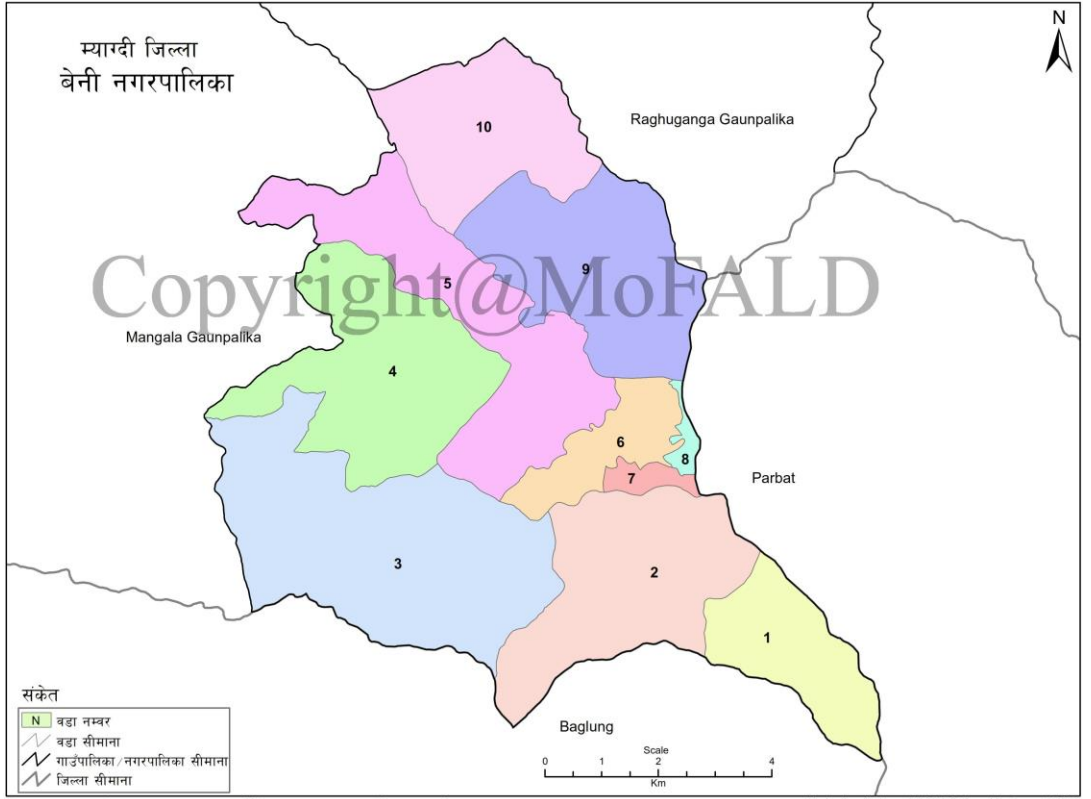 म्याग्दी जिल्ला
बेनी नगरपालिका
N
10
Raghuganga Gaunpalika
9
5
Copyright@MoFALD
Mangala Gaunpalika
4
6
8
7
Parbat
3
2
1
संकेत
N वडा नम्वर
वडा सीमाना
गाउँपालिका/नगरपालिका सीमाना
जिल्ला सीमाना
Baglung
Scale
0 1 2 4
Km